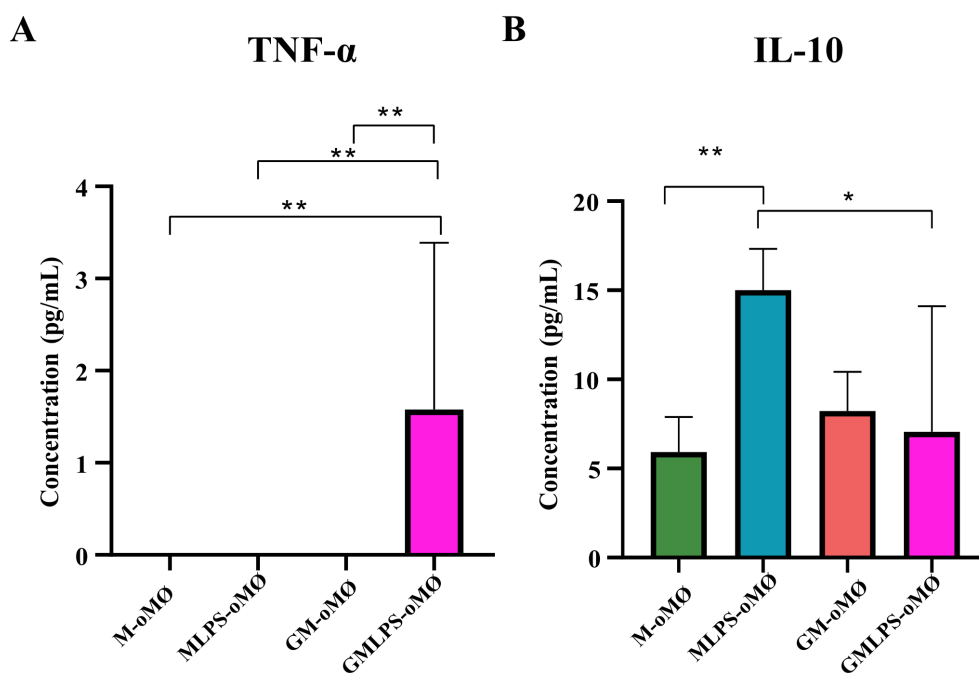 A
TNF-α
**
**
**
4
3
2
1
0
Concentration (pg/mL)
M-oMØ
MLPS-oMØ
GM-oMØ
GMLPS-oMØ
B
IL-10
**
*
20
15
10
5
0
Concentration (pg/mL)
M-oMØ
MLPS-oMØ
GM-oMØ
GMLPS-oMØ